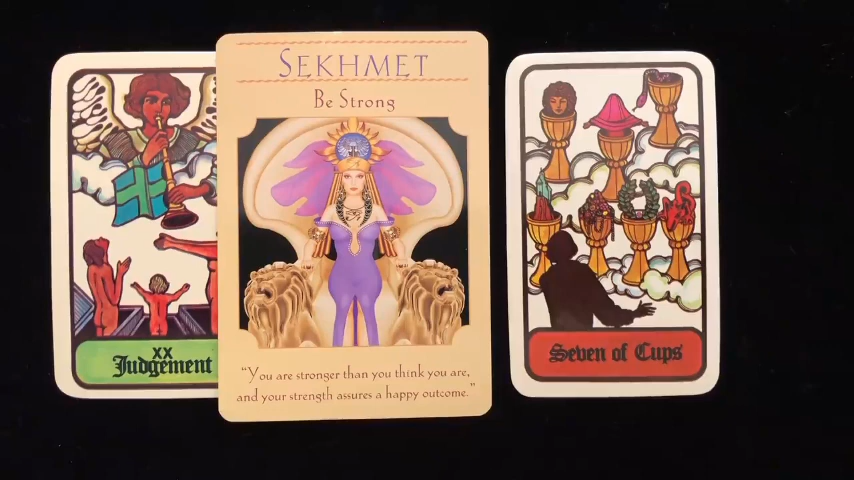 XX
Judgement
SEKHMET
Be Strong
"You are stronger than you think you are,
and your strength assures a happy outcome."
Seven of Cups